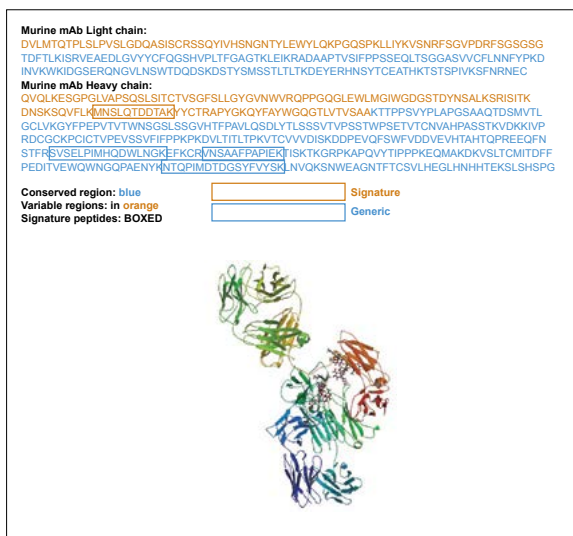 Murine mAb Light chain:
DVLMTQTPLSLPVSLGDQASISCRSSQYIVHSNGNTYLEWYLQKPGQSPKLLIYKVSNRFSGVPDRFSGSGSG
TDFTLKISRVEAEDLGVYYCFQGSHVPLTFGAGTKLEIKRADAAPTVSIFPPSSEQLTSGGASVVCFLNNFYPKD
INVKWKIDGSERQNGVLNSWTDQDSKDSTYSMSSTLTLTKDEYERHNSYTCEATHKTSTSPIVKSFNRNEC
Murine mAb Heavy chain:
QVQLKESGPGLVAPSQSLSITCTVSGFSLLGYGVNWVRQPPGQGLEWLMGIWGDGSTDYNSALKSRISITK
DNSKSQVFLKMNSLQTDDTAKYYCTRAPYGKQYFAYWGQGTLVTVSAAKTTPPSVYPLAPGSAAQTDSMVTL
GCLVKGYFPEPVTVTWNSGSLSSGVHTFPAVLQSDLYTLSSSVTVPSSTWPSETVTCNVAHPASSTKVDKKIVP
RDCGCKPCICTVPEVSSVFIFPPKPKDVLTITLTPKVTCVVVDISKDDPEVQFSWFVDDVEVHTAHTQPREEQFN
STFRSVSELPIMHQDWLNGKEFKCRVNSAAFPAPIEKTISKTKGRPKAPQVYTIPPPKEQMAKDKVSLTCMITDFF
PEDITVEWQWNGQPAENYKNTQPIMDTDGSYFVYSKLNVQKSNWEAGNTFTCSVLHEGLHNHHTEKSLSHSPG
Conserved region: blue
Variable regions: in orange
Signature peptides: BOXED
Signature
Generic